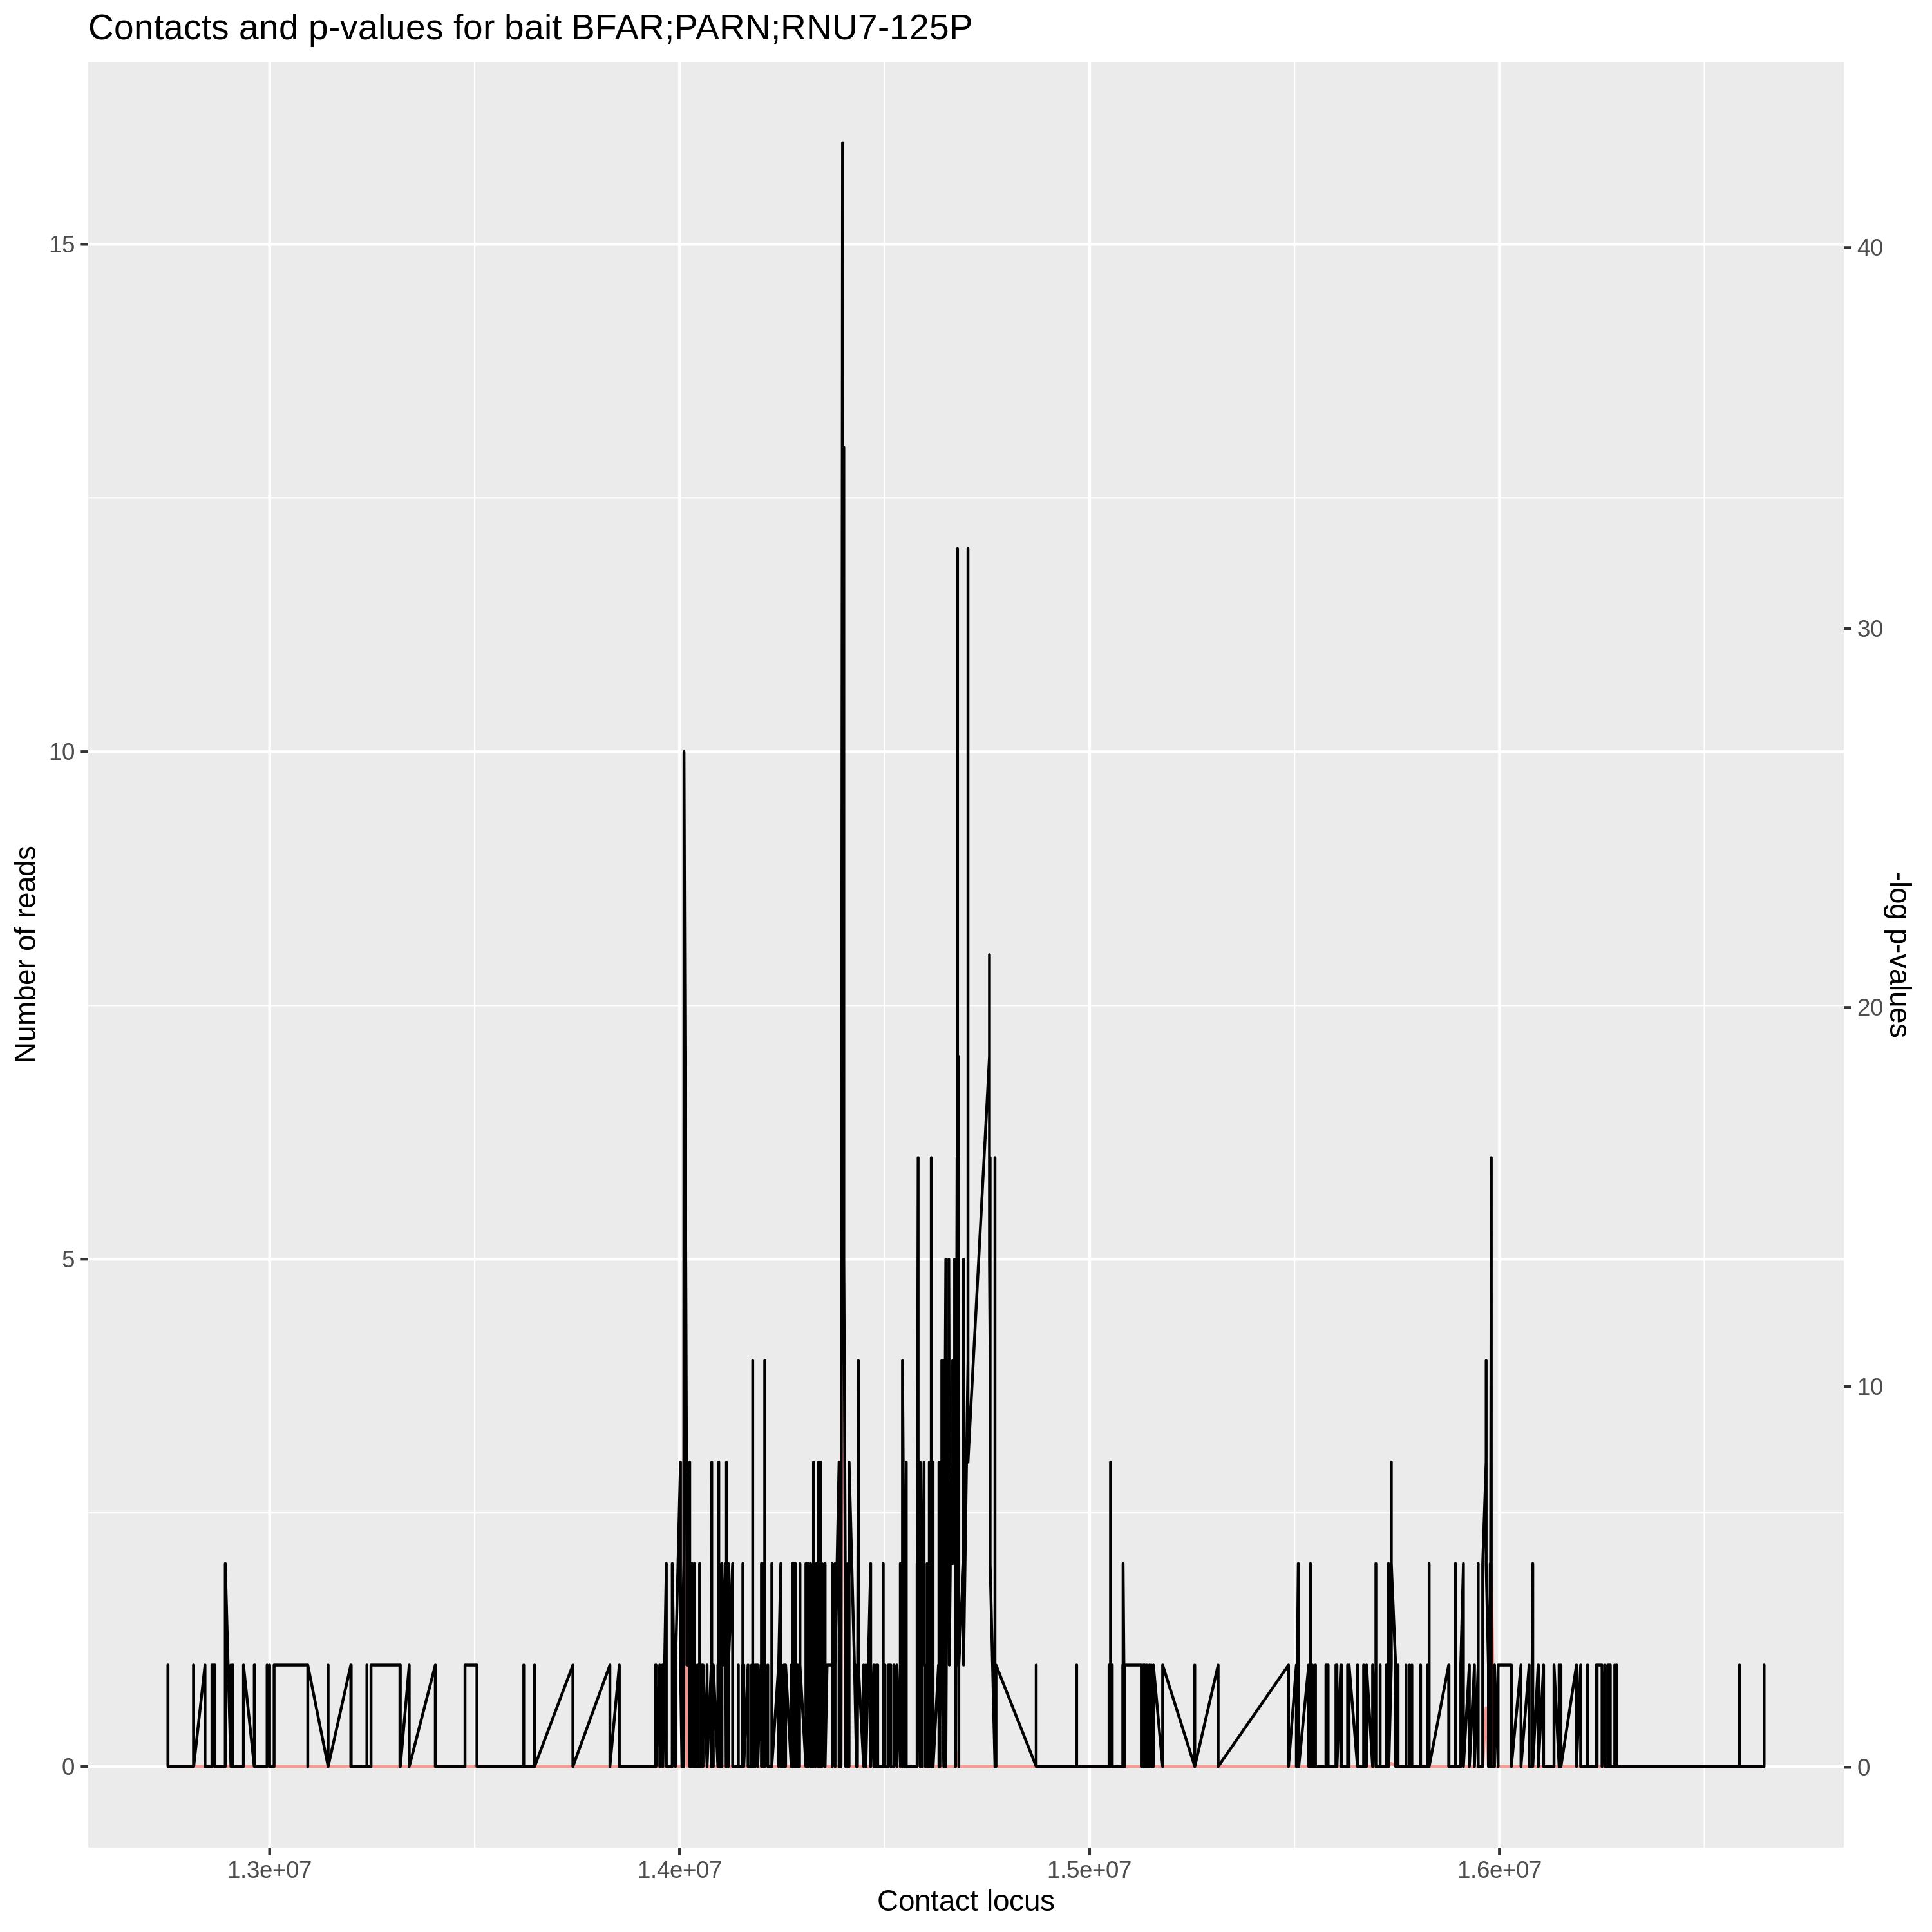 Contacts and p-values for bait BFAR;PARN;RNU7-125P
15
10
5
0
Number of reads
40
30
20
10
0
-log p-values
1.3e+07
1.4e+07
1.5e+07
1.6e+07
Contact locus